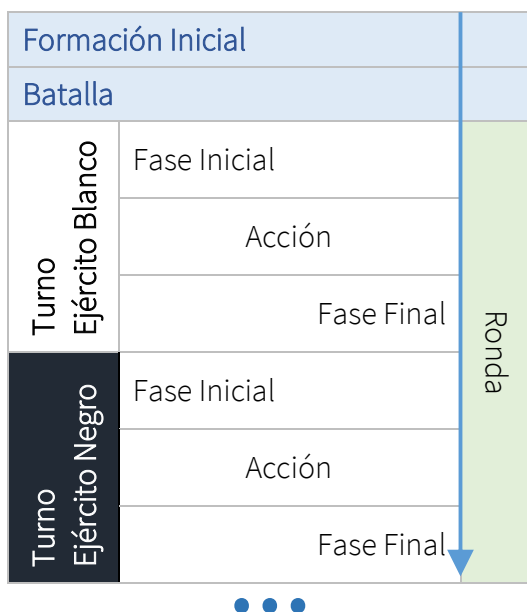 Formación Inicial
Batalla
Turno
Ejército Blanco
Fase Inicial
Acción
Fase Final
Ronda
Turno
Ejército Negro
Fase Inicial
Acción
Fase Final